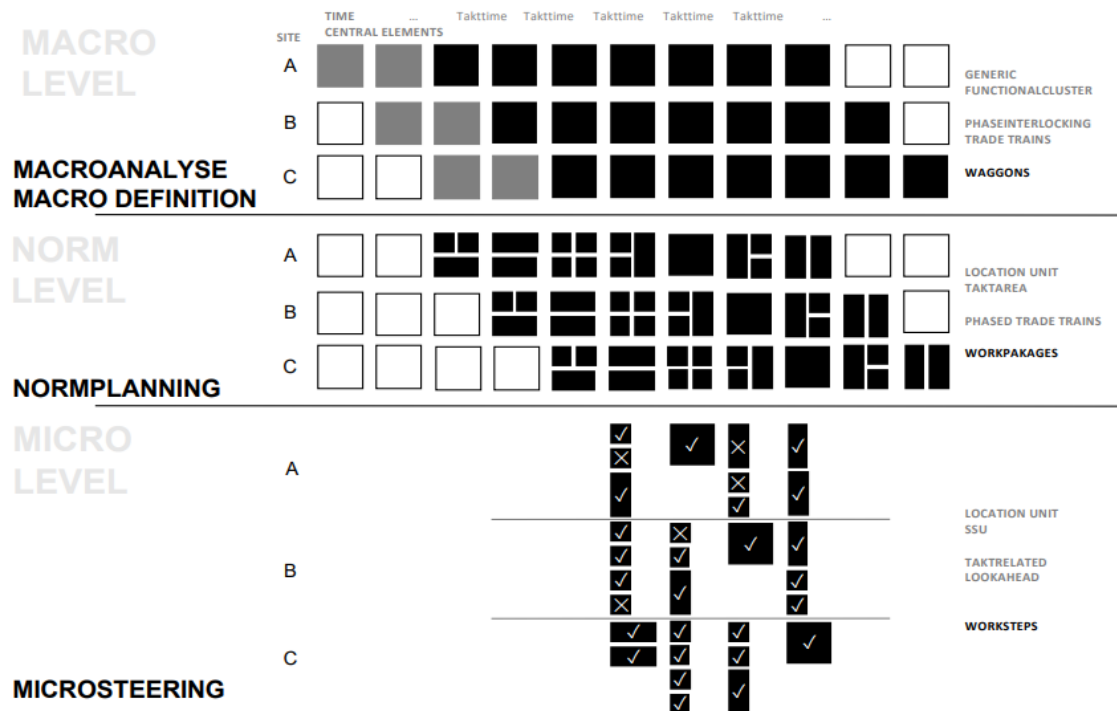 TIME ... Takttime Takttime Takttime Takttime Takttime ...
CENTRAL ELEMENTS
SITE
MACRO
LEVEL
A
B
C
GENERIC
FUNCTIONALCLUSTER
PHASEINTERLOCKING
TRADE TRAINS
WAGGONS
MACROANALYSE
MACRO DEFINITION
NORM
LEVEL
A
B
C
LOCATION UNIT
TAKTAREA
PHASED TRADE TRAINS
WORKPAKAGES
NORMPLANNING
MICRO
LEVEL
A
B
C
LOCATION UNIT
SSU
TAKTRELATED
LOOKAHEAD
WORKSTEPS
MICROSTEERING